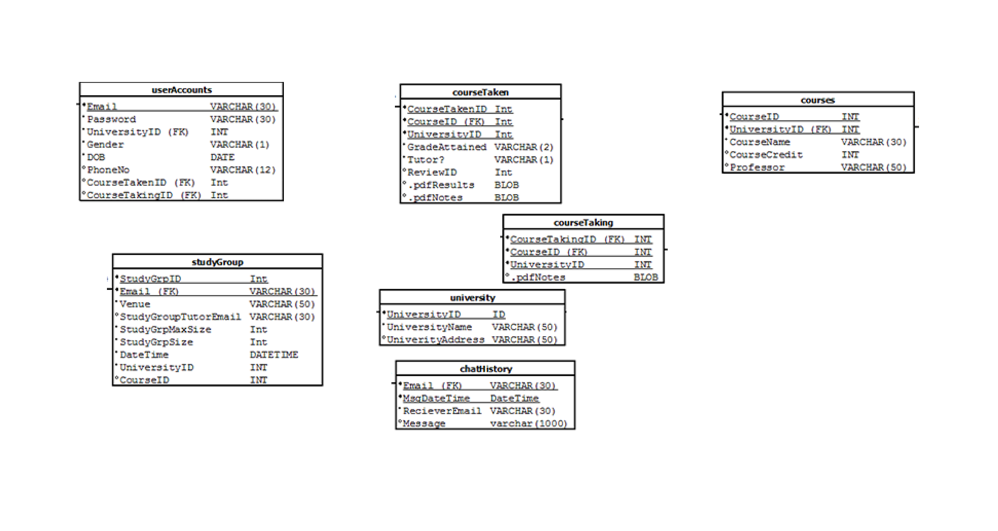 userAccounts
Email VARCHAR(30)
Password VARCHAR(30)
UniversityID (FK) INT
Gender VARCHAR(1)
DOB DATE
PhoneNo VARCHAR(12)
CourseTakenID (FK) Int
CourseTakingID (FK) Int
courseTaken
CourseTakenID Int
CourseID (FK) Int
UniversityID Int
GradeAttained VARCHAR(2)
Tutor? VARCHAR(1)
ReviewID Int
.pdfResults BLOB
.pdfNotes BLOB
courses
CourseID INT
UniversityID (FK) INT
CourseName VARCHAR(30)
CourseCredit INT
Professor VARCHAR(50)
courseTaking
CourseTakingID (FK) INT
CourseID (FK) INT
UniversityID INT
.pdfNotes BLOB
studyGroup
StudyGrpID Int
Email (FK) VARCHAR(30)
Venue VARCHAR(50)
StudyGroupTutorEmail VARCHAR(30)
StudyGrpMaxSize Int
StudyGrpSize Int
DateTime DATETIME
UniversityID INT
CourseID INT
university
UniversityID ID
UniversityName VARCHAR(50)
UniverityAddress VARCHAR(50)
chatHistory
Email (FK) VARCHAR(30)
MsgDateTime DateTime
RecieverEmail VARCHAR(30)
Message varchar(1000)